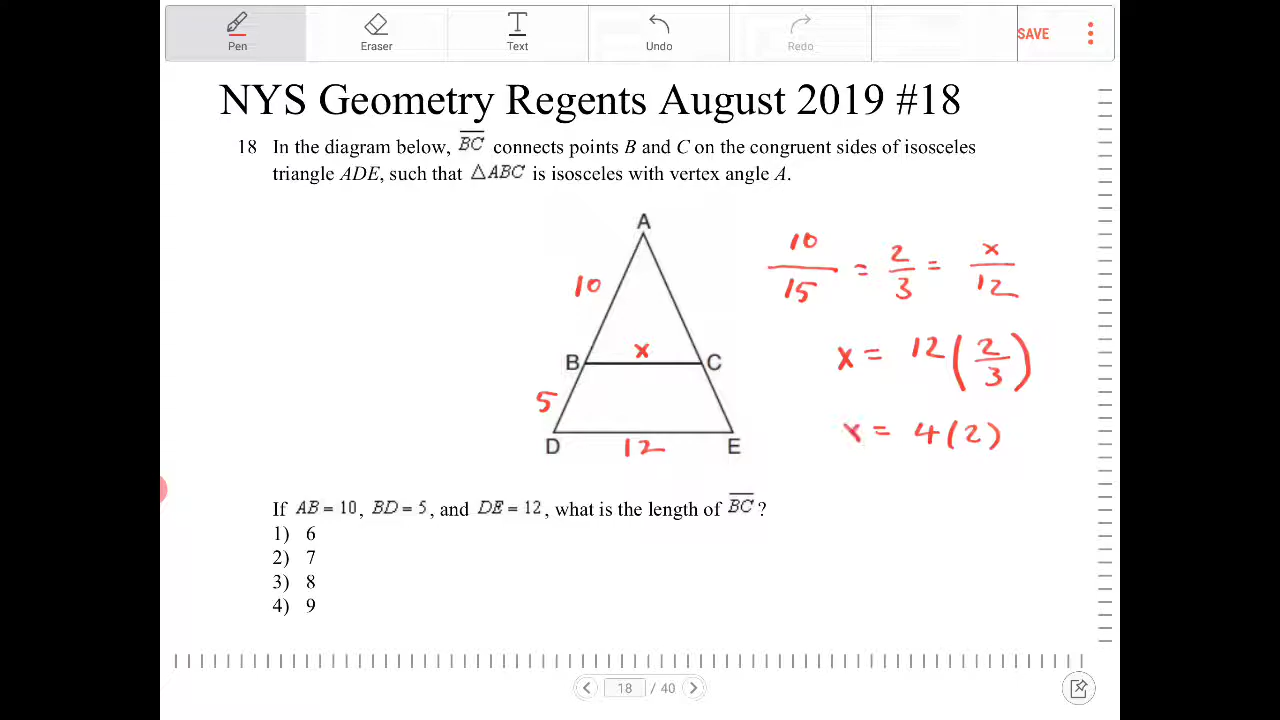 Pen Eraser Text Undo Redo SAVE
NYS Geometry Regents August 2019 #18
18 In the diagram below, BC connects points B and C on the congruent sides of isosceles
triangle ADE, such that △ABC is isosceles with vertex angle A.
A
10
B x C
5
D 12 E
10/15 = 2/3 = x/12
x = 12(2/3)
x = 4(2)
If AB = 10, BD = 5, and DE = 12, what is the length of BC?
1) 6
2) 7
3) 8
4) 9
18 / 40